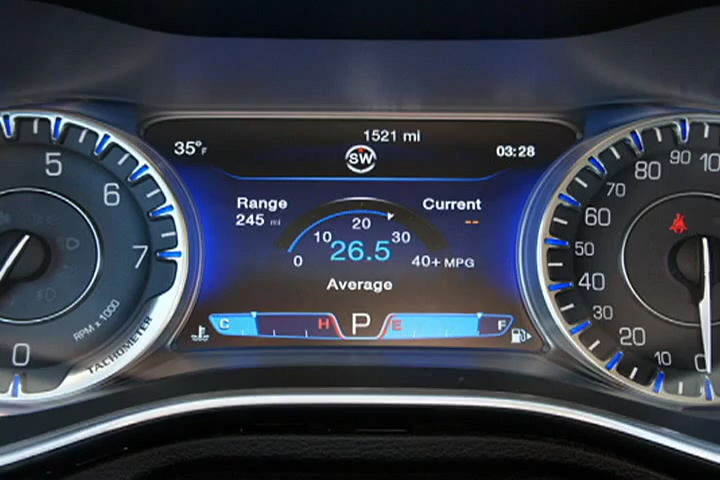 1521 mi
35°F
SW
03:28
Range
245 mi
Current
--
0 10 20 30 40+ MPG
26.5
Average
C H P E F
5
6
7
0
RPM x 1000
TACHOMETER
0
10
20
30
40
50
60
70
80
90
10